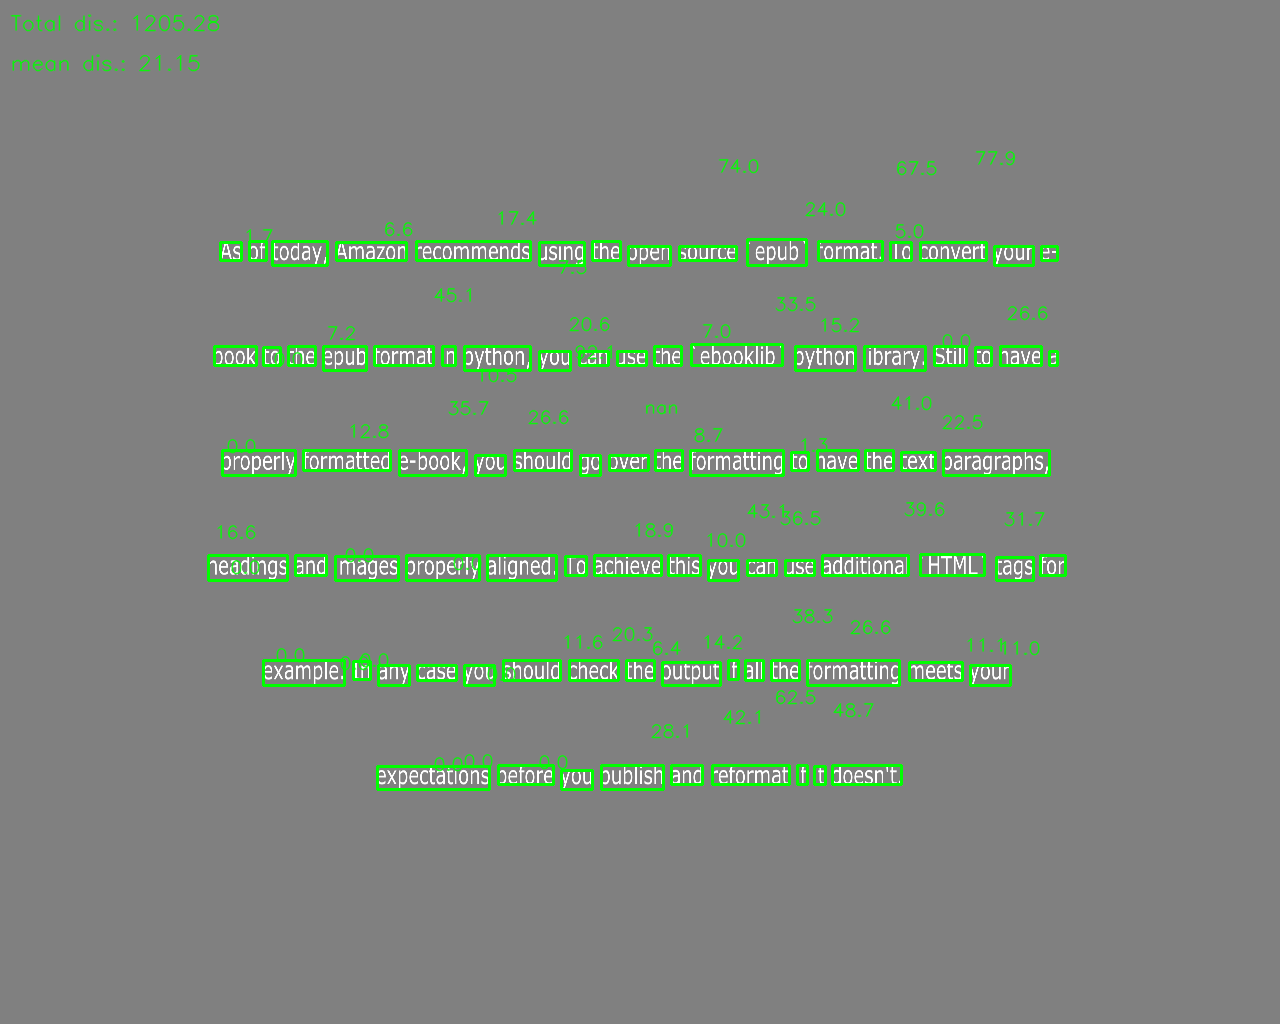 Total dis.: 1205.28
mean dis.: 21.15
74.0 67.5 77.9
1.7 6.6 17.4 24.0 5.0
As of today, Amazon recommends using the open source 'epub' format. To convert your e-
45.1 33.5 26.6
7.2 20.6 7.0 15.2 0.0
book to the epub format in python, you can use the 'ebooklib' python library. Still to have a
10.5
35.7 26.6 nan 41.0 22.5
0.0 12.8 8.7 1.3
properly formatted e-book, you should go over the formatting to have the text paragraphs,
16.6 18.9 10.0 43.1 36.5 39.6 31.7
0.0
headings and images properly aligned. To achieve this you can use additional 'HTML' tags for
38.3 26.6
0.0 0.0 11.6 20.3 6.4 14.2 11.1 11.0
example. In any case you should check the output if all the formatting meets your
62.5 48.7
28.1 42.1
0.0 0.0 0.0
expectations before you publish and reformat if it doesn't.